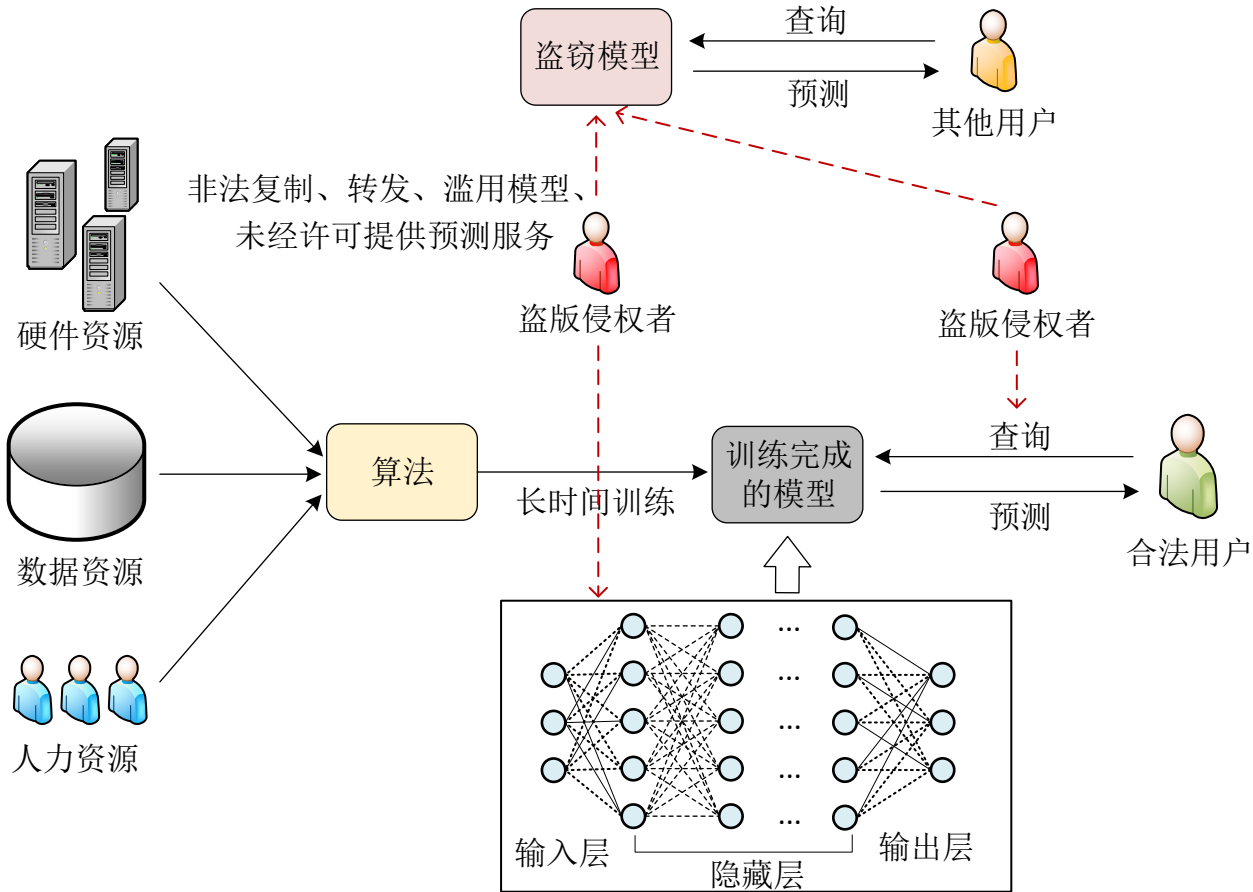 查询
盗窃模型
预测
其他用户
非法复制、转发、滥用模型、
未经许可提供预测服务
盗版侵权者
盗版侵权者
硬件资源
算法
长时间训练
训练完成
的模型
查询
预测
合法用户
数据资源
人力资源
...
...
...
...
...
输入层
隐藏层
输出层